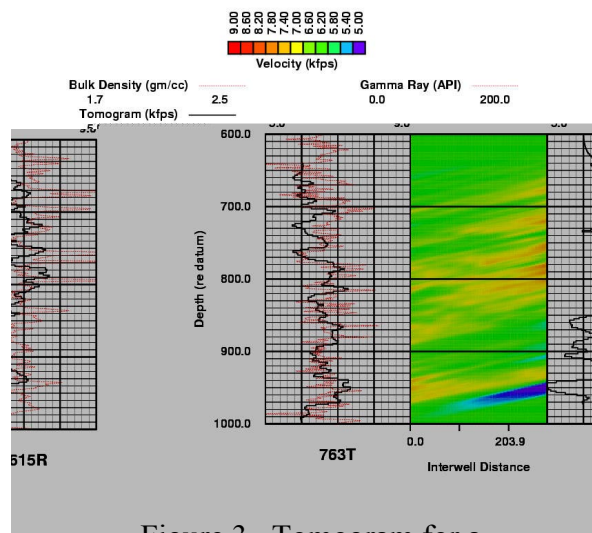 9.00 8.60 8.20 7.80 7.40 7.00 6.60 6.20 5.80 5.40 5.00
Velocity (kfps)
Bulk Density (gm/cc) Gamma Ray (API)
1.7 2.5 0.0 200.0
Tomogram (kfps)
600.0
700.0
800.0
900.0
1000.0
Depth (re datum)
0.0 203.9
615R 763T
Interwell Distance